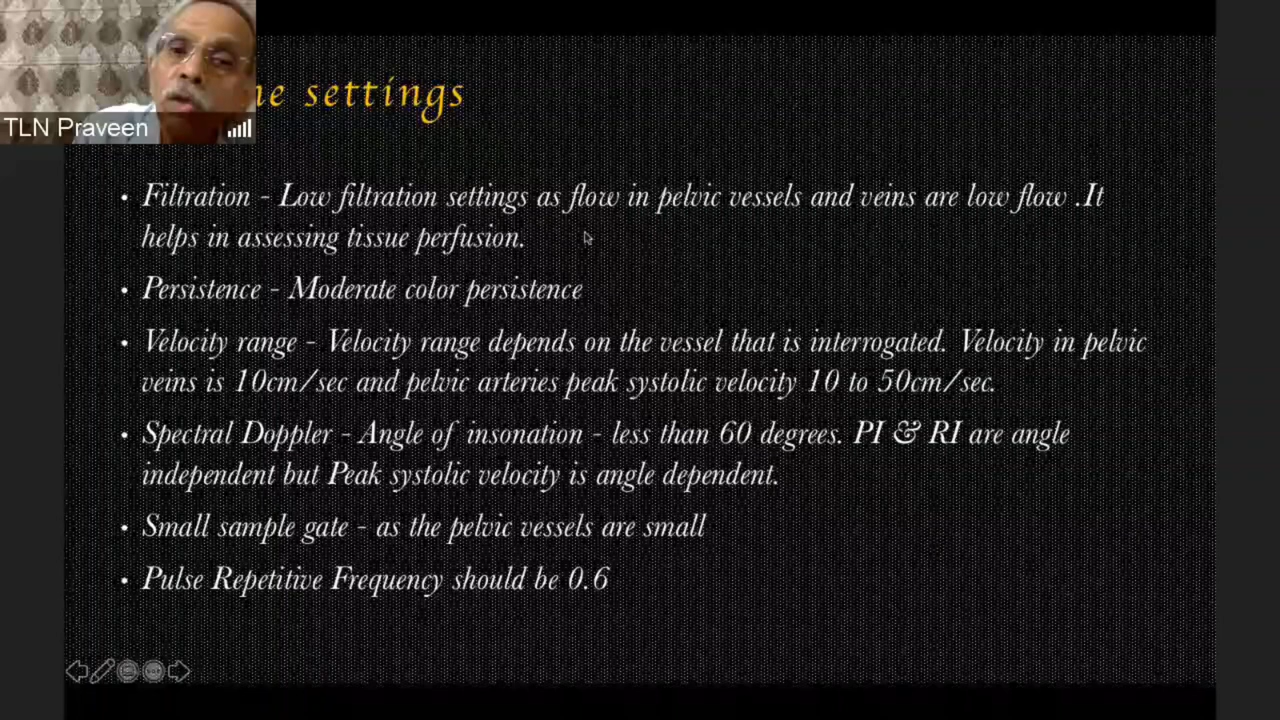 settings
TLN Praveen
• Filtration - Low filtration settings as flow in pelvic vessels and veins are low flow .It
helps in assessing tissue perfusion.
• Persistence - Moderate color persistence
• Velocity range - Velocity range depends on the vessel that is interrogated. Velocity in pelvic
veins is 10cm/sec and pelvic arteries peak systolic velocity 10 to 50cm/sec.
• Spectral Doppler - Angle of insonation - less than 60 degrees. PI & RI are angle
independent but Peak systolic velocity is angle dependent.
• Small sample gate - as the pelvic vessels are small
• Pulse Repetitive Frequency should be 0.6